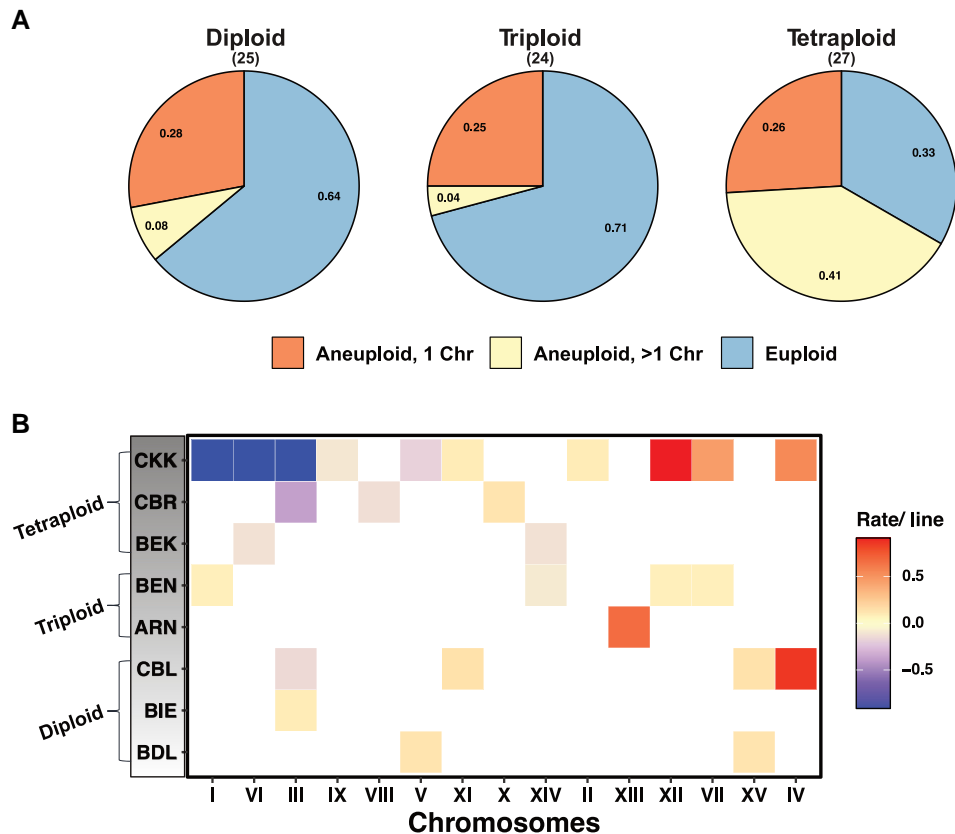 A
Diploid Triploid Tetraploid
(25) (24) (27)
0.28 0.64 0.08
0.25 0.04 0.71
0.26 0.33 0.41
Aneuploid, 1 Chr Aneuploid, >1 Chr Euploid
B
Tetraploid
Triploid
Diploid
CKK
CBR
BEK
BEN
ARN
CBL
BIE
BDL
Rate/ line
0.5
0.0
−0.5
I VI III IX VIII V XI X XIV II XIII XII VII XV IV
Chromosomes